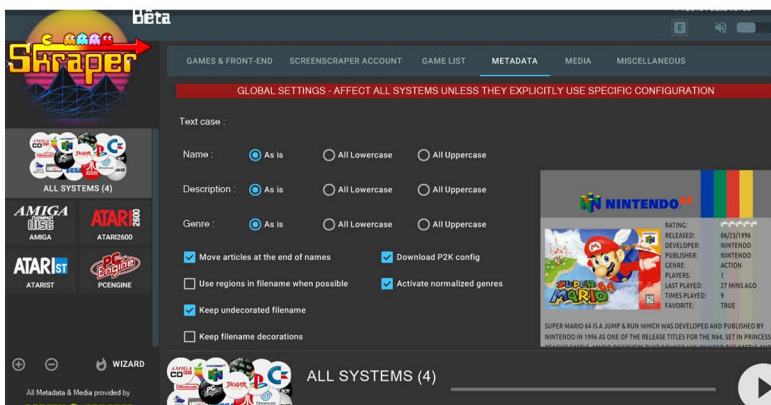 Bêta
Skraper
GAMES & FRONT-END SCREENSCRAPER ACCOUNT GAME LIST METADATA MEDIA MISCELLANEOUS
GLOBAL SETTINGS - AFFECT ALL SYSTEMS UNLESS THEY EXPLICITLY USE SPECIFIC CONFIGURATION
Text case :
Name : As is All Lowercase All Uppercase
Description : As is All Lowercase All Uppercase
Genre : As is All Lowercase All Uppercase
Move articles at the end of names Download P2K config
Use regions in filename when possible Activate normalized genres
Keep undecorated filename
Keep filename decorations
ALL SYSTEMS (4)
AMIGA
COMPACT
DISC
AMIGA
ATARI 2600
ATARI2600
ATARI ST
ATARIST
PC Engine
PCENGINE
WIZARD
All Metadata & Media provided by
NINTENDO 64
SUPER
MARIO
64
RATING:
RELEASED: 06/23/1996
DEVELOPER: NINTENDO
PUBLISHER: NINTENDO
GENRE: ACTION
PLAYERS: 1
LAST PLAYED: 27 MINS AGO
TIMES PLAYED: 9
FAVORITE: TRUE
SUPER MARIO 64 IS A JUMP & RUN WHICH WAS DEVELOPED AND PUBLISHED BY
NINTENDO IN 1996 AS ONE OF THE RELEASE TITLES FOR THE N64. SET IN PRINCESS
ALL SYSTEMS (4)